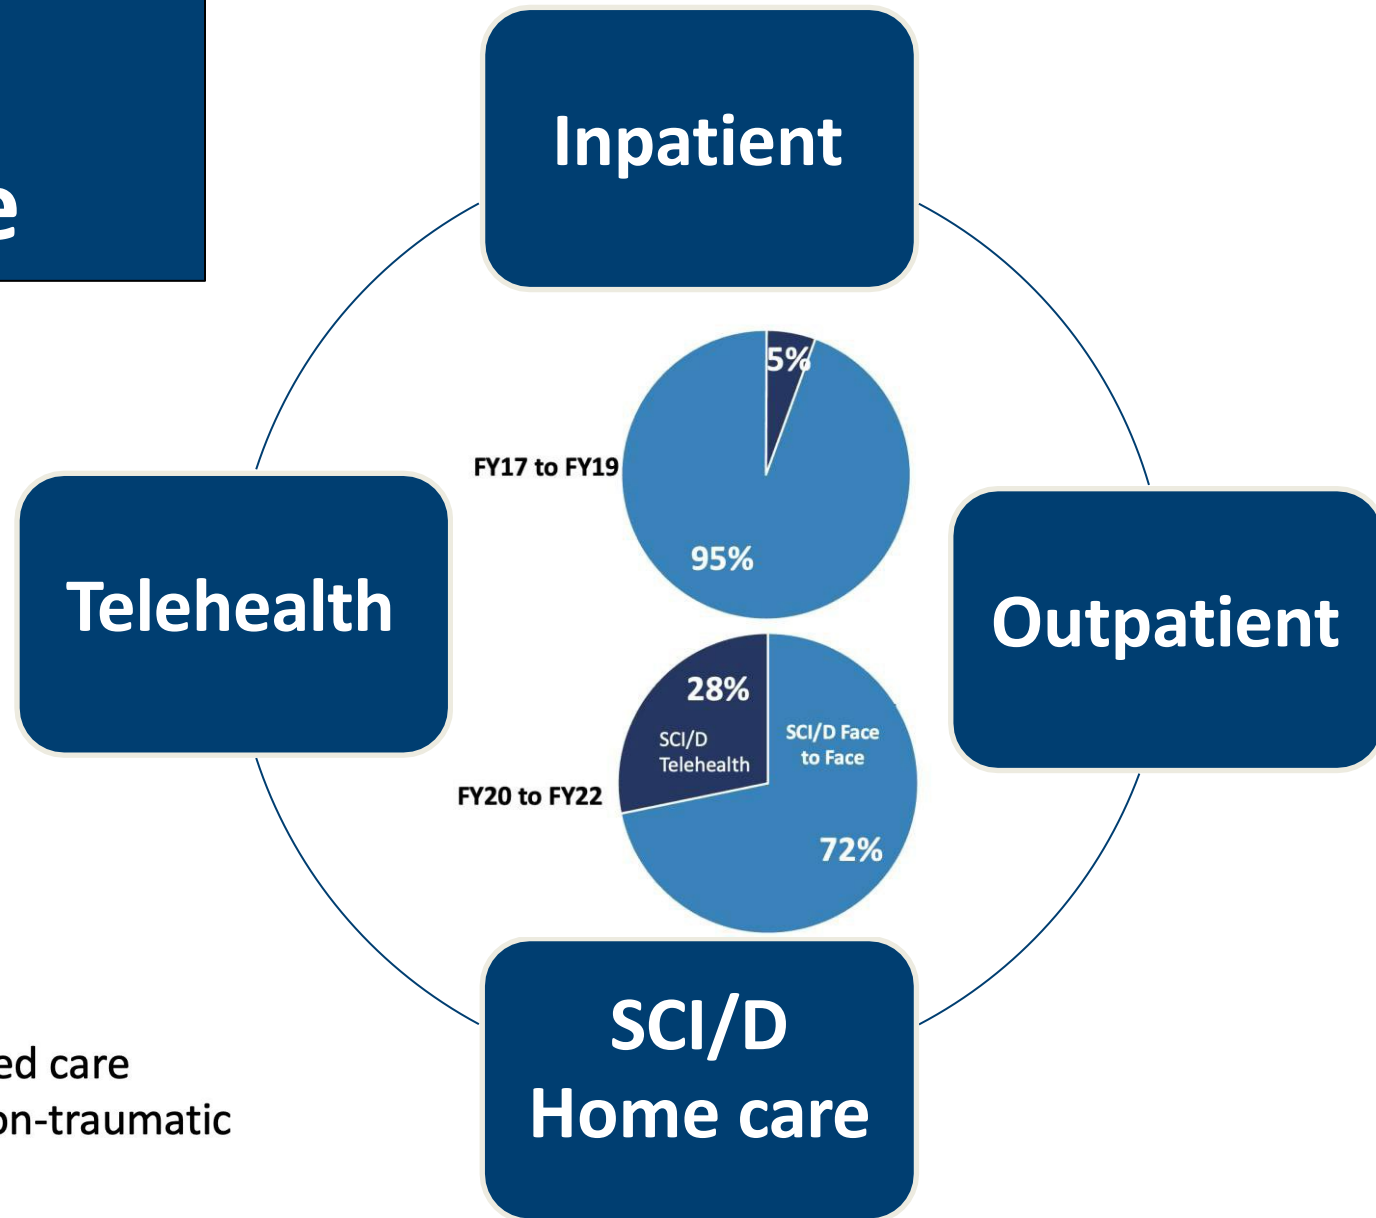 e
Inpatient
5%
FY17 to FY19
95%
Telehealth
Outpatient
28%
SCI/D
Telehealth
SCI/D Face
to Face
FY20 to FY22
72%
SCI/D
Home care
ed care
on-traumatic